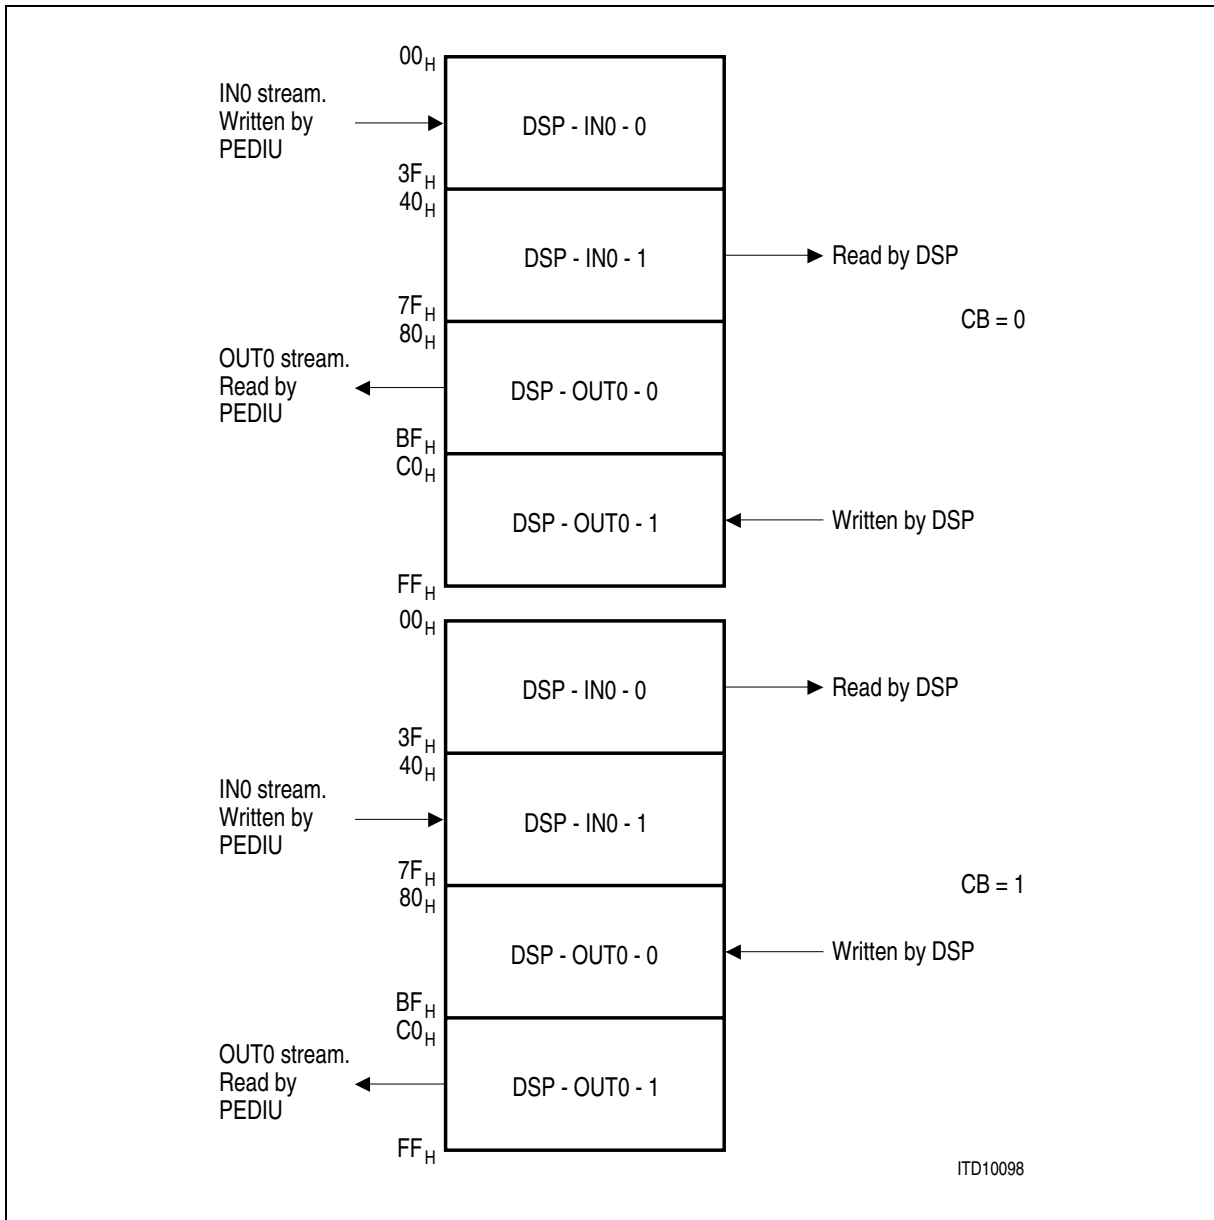 00H
IN0 stream.
Written by
PEDIU
DSP - IN0 - 0
3FH
40H
DSP - IN0 - 1
Read by DSP
7FH
80H
CB = 0
OUT0 stream.
Read by
PEDIU
DSP - OUT0 - 0
BFH
C0H
DSP - OUT0 - 1
Written by DSP
FFH
00H
DSP - IN0 - 0
Read by DSP
3FH
40H
IN0 stream.
Written by
PEDIU
DSP - IN0 - 1
7FH
80H
CB = 1
DSP - OUT0 - 0
Written by DSP
BFH
C0H
OUT0 stream.
Read by
PEDIU
DSP - OUT0 - 1
FFH
ITD10098